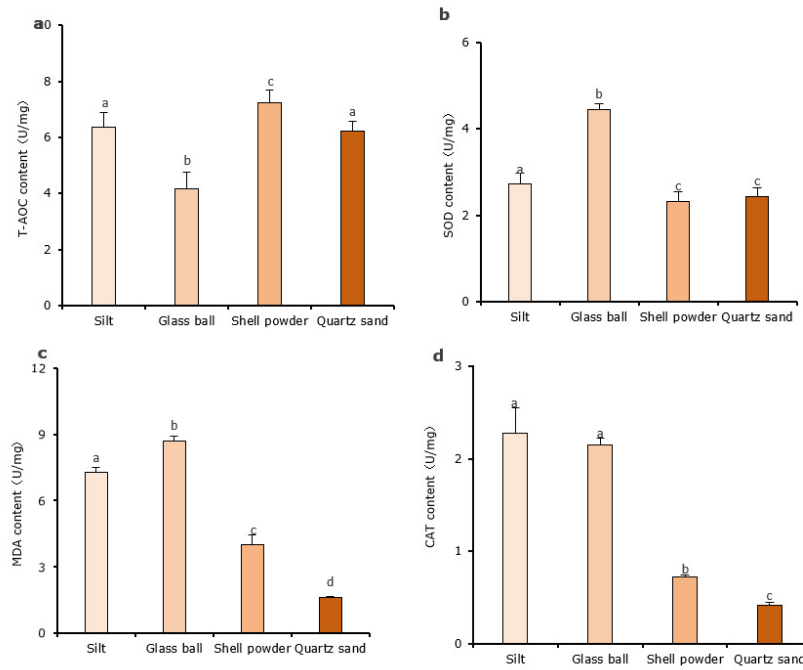 a
T-AOC content〈U/mg〉
10
8
6
4
2
0
a
b
c
a
Silt Glass ball Shell powder Quartz sand
b
SOD content〈U/mg〉
6
4
2
0
a
b
c
c
Silt Glass ball Shell powder Quartz sand
c
MDA content〈U/mg〉
12
9
6
3
0
a
b
c
d
Silt Glass ball Shell powder Quartz sand
d
CAT content〈U/mg〉
3
2
1
0
a
a
b
c
Silt Glass ball Shell powder Quartz sand